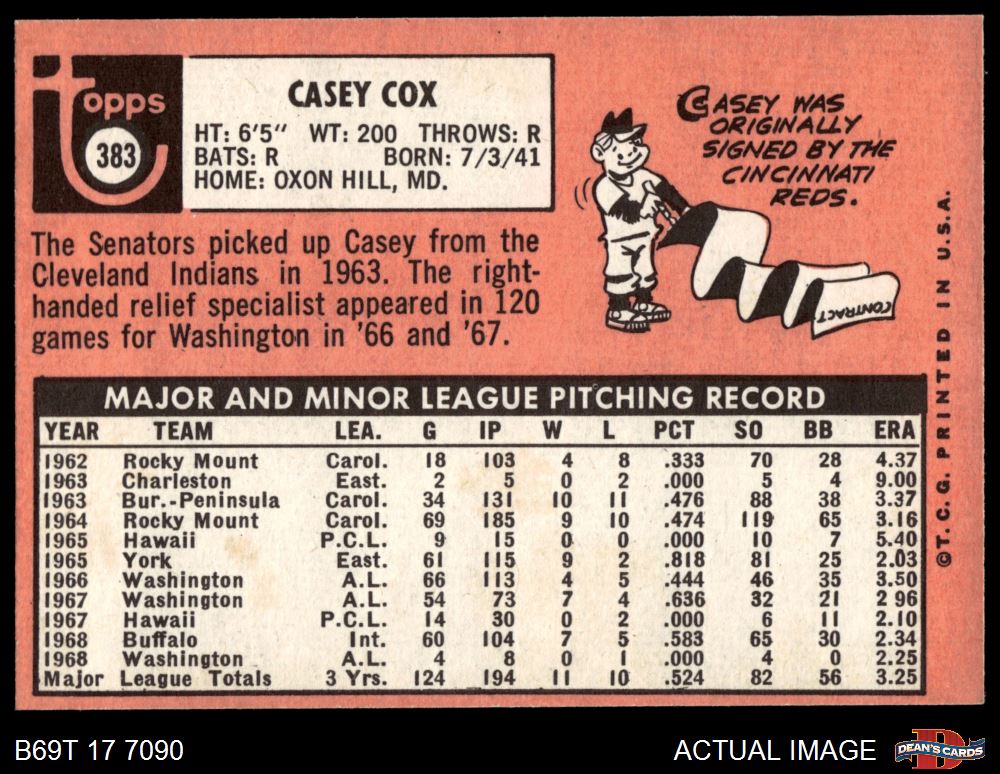 Topps
383
CASEY COX
HT: 6'5" WT: 200 THROWS: R
BATS: R BORN: 7/3/41
HOME: OXON HILL, MD.
CASEY WAS
ORIGINALLY
SIGNED BY THE
CINCINNATI
REDS.
CONTRACT
The Senators picked up Casey from the
Cleveland Indians in 1963. The right-
handed relief specialist appeared in 120
games for Washington in '66 and '67.
MAJOR AND MINOR LEAGUE PITCHING RECORD
YEAR TEAM LEA. G IP W L PCT SO BB ERA
1962 Rocky Mount Carol. 18 103 4 8 .333 70 28 4.37
1963 Charleston East. 2 5 0 2 .000 5 4 9.00
1963 Bur.-Peninsula Carol. 34 131 10 11 .476 88 38 3.37
1964 Rocky Mount Carol. 69 185 9 10 .474 119 65 3.16
1965 Hawaii P.C.L. 9 15 0 0 .000 10 7 5.40
1965 York East. 61 115 9 2 .818 81 25 2.03
1966 Washington A.L. 66 113 4 5 .444 46 35 3.50
1967 Washington A.L. 54 73 7 4 .636 32 21 2 96
1967 Hawaii P.C.L. 14 30 0 2 .000 6 11 2.10
1968 Buffalo Int. 60 104 7 5 .583 65 30 2.34
1968 Washington A.L. 4 8 0 1 .000 4 0 2.25
Major League Totals 3 Yrs. 124 194 11 10 .524 82 56 3.25
©T. C. G. PRINTED IN U.S.A.
B69T 17 7090
ACTUAL IMAGE
DEAN'S CARDS